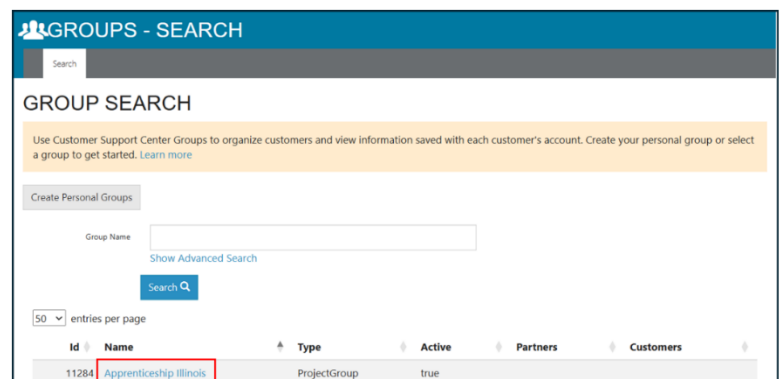 GROUPS - SEARCH
Search
GROUP SEARCH
Use Customer Support Center Groups to organize customers and view information saved with each customer's account. Create your personal group or select
a group to get started. Learn more
Create Personal Groups
Group Name
Show Advanced Search
Search
50 entries per page
Id Name Type Active Partners Customers
11284 Apprenticeship Illinois ProjectGroup true